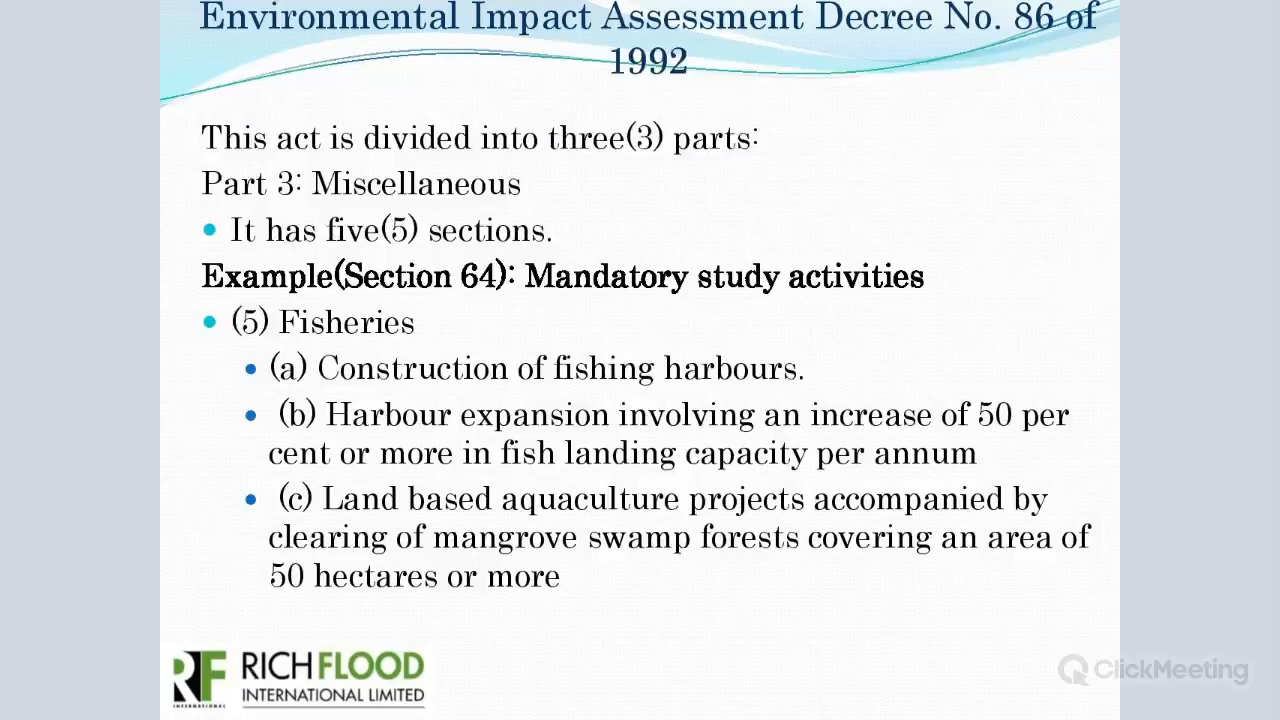 Environmental Impact Assessment Decree No. 86 of
1992
This act is divided into three(3) parts:
Part 3: Miscellaneous
• It has five(5) sections.
Example(Section 64): Mandatory study activities
• (5) Fisheries
• (a) Construction of fishing harbours.
• (b) Harbour expansion involving an increase of 50 per
cent or more in fish landing capacity per annum
• (c) Land based aquaculture projects accompanied by
clearing of mangrove swamp forests covering an area of
50 hectares or more
RF
INTERNATIONAL
RICHFLOOD
INTERNATIONAL LIMITED
ClickMeeting